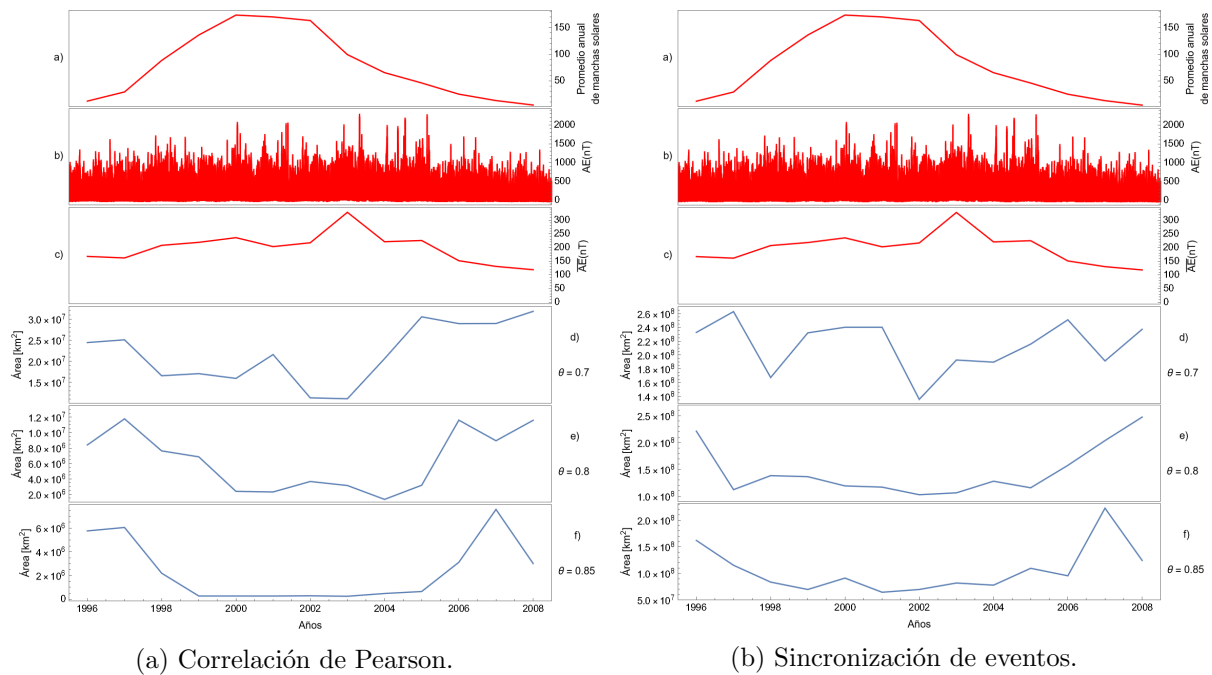 a)
150
100
50
Promedio anual
de manchas solares
b)
2000
1500
1000
500
0
AE(nT)
c)
300
250
200
150
100
50
0
AE(nT)
Área [km²]
3.0 × 10⁷
2.5 × 10⁷
2.0 × 10⁷
1.5 × 10⁷
d)
θ = 0.7
Área [km²]
1.2 × 10⁷
1.0 × 10⁷
8.0 × 10⁶
6.0 × 10⁶
4.0 × 10⁶
2.0 × 10⁶
e)
θ = 0.8
Área [km²]
6 × 10⁶
4 × 10⁶
2 × 10⁶
0
f)
θ = 0.85
1996 1998 2000 2002 2004 2006 2008
Años
(a) Correlación de Pearson.
a)
150
100
50
Promedio anual
de manchas solares
b)
2000
1500
1000
500
0
AE(nT)
c)
300
250
200
150
100
50
0
AE(nT)
Área [km²]
2.6 × 10⁸
2.4 × 10⁸
2.2 × 10⁸
2.0 × 10⁸
1.8 × 10⁸
1.6 × 10⁸
1.4 × 10⁸
d)
θ = 0.7
Área [km²]
2.5 × 10⁸
2.0 × 10⁸
1.5 × 10⁸
1.0 × 10⁸
e)
θ = 0.8
Área [km²]
2.0 × 10⁸
1.5 × 10⁸
1.0 × 10⁸
5.0 × 10⁷
f)
θ = 0.85
1996 1998 2000 2002 2004 2006 2008
Años
(b) Sincronización de eventos.